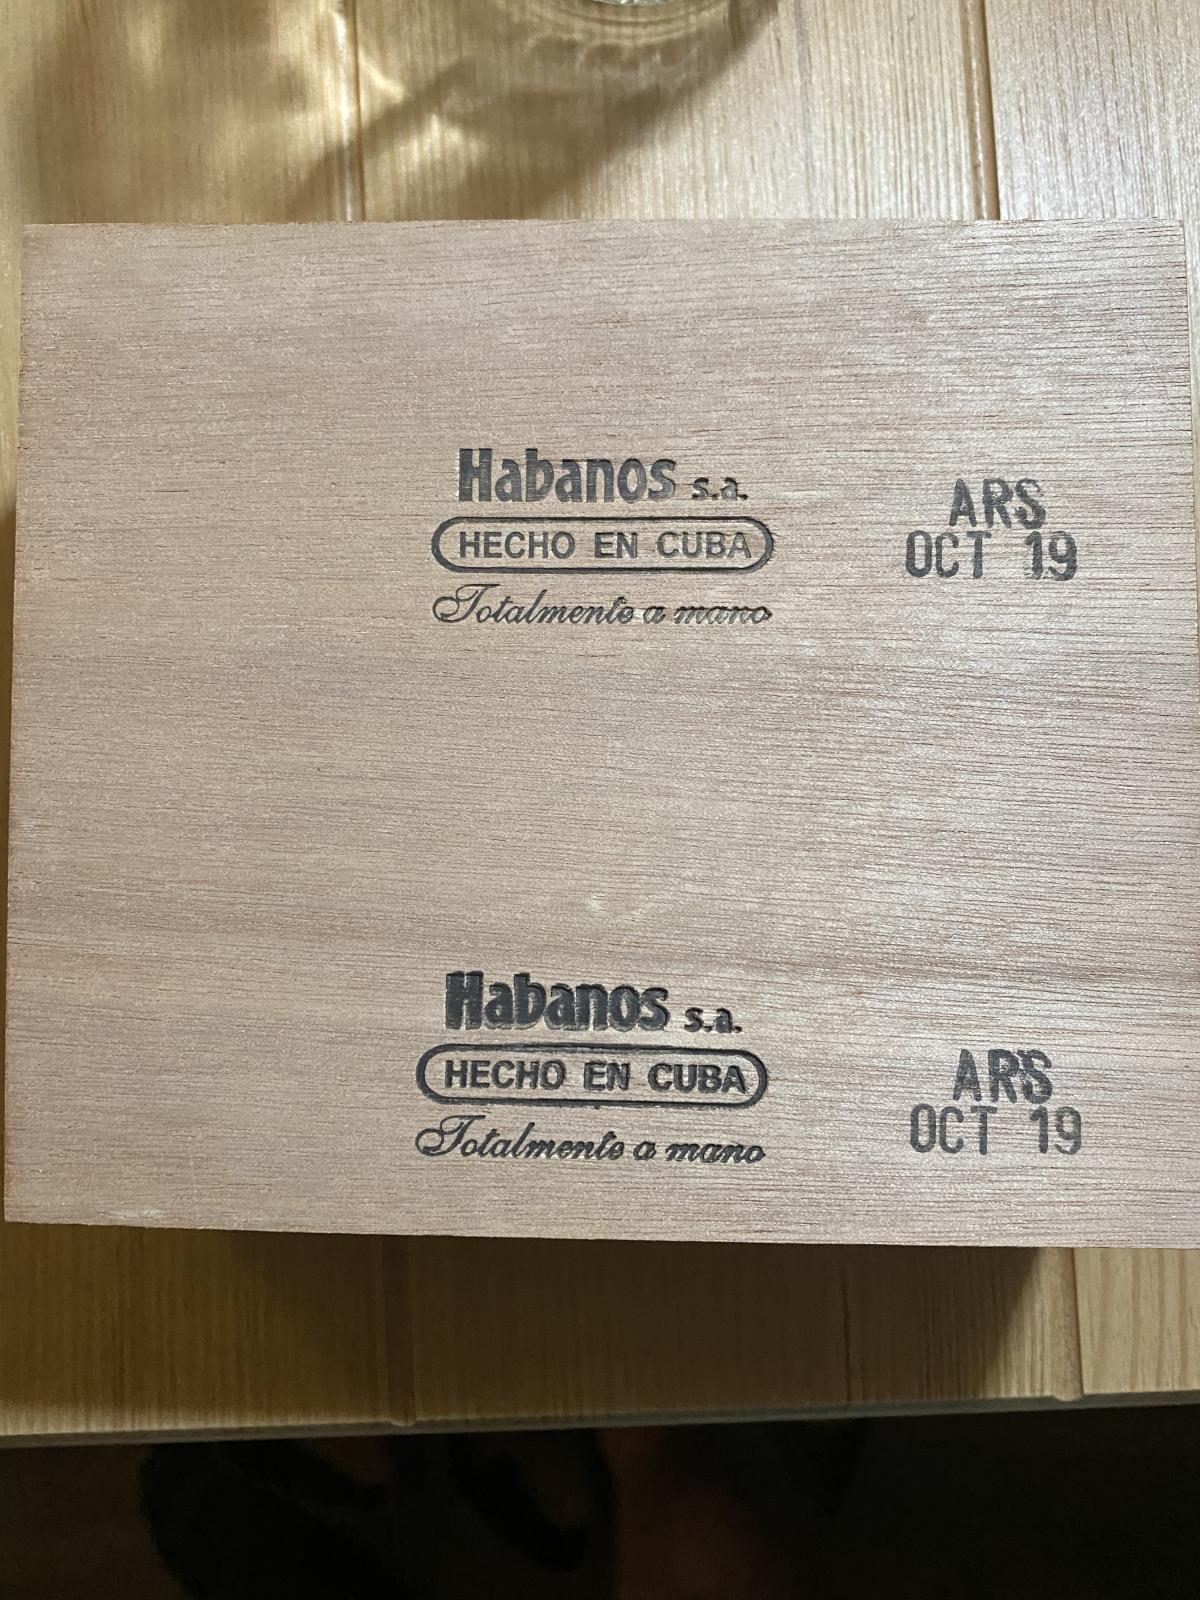 Habanos s.a.
HECHO EN CUBA
Totalmente a mano
ARS
OCT 19
Habanos s.a.
HECHO EN CUBA
Totalmente a mano
ARS
OCT 19